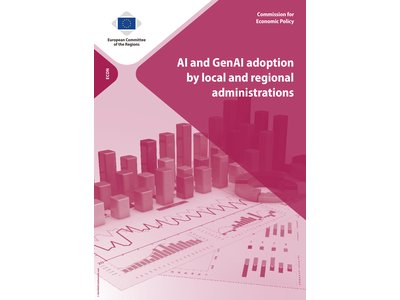 European Committee
of the Regions
Commission for
Economic Policy
ECON
AI and GenAI adoption
by local and regional
administrations